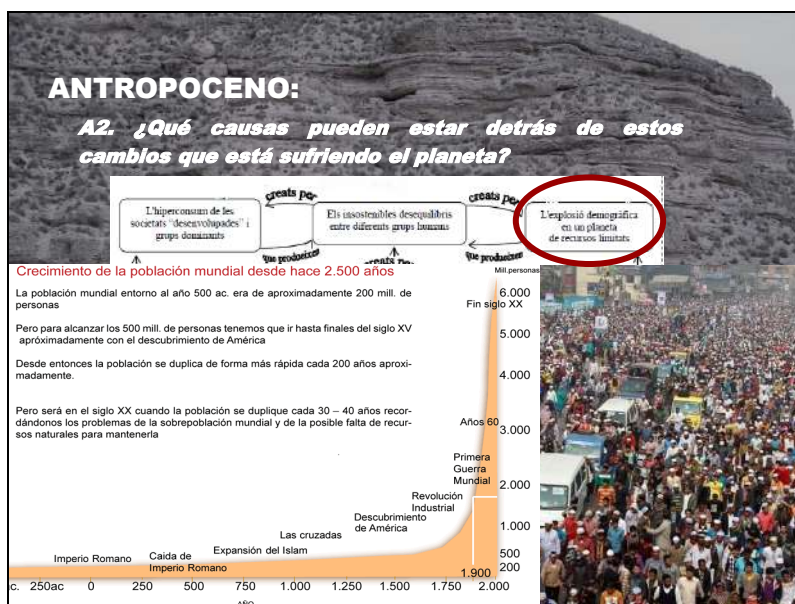 ANTROPOCENO:
A2. ¿Qué causas pueden estar detrás de estos
cambios que está sufriendo el planeta?
L'hiperconsum de les
societats "desenvolupades" i
grups dominants
creats per
que produeixen
Els insostenibles desequilibris
entre diferents grups humans
creats per
que produeixen
L'explosió demogràfica
en un planeta
de recursos limitats
creats per
Crecimiento de la población mundial desde hace 2.500 años
La población mundial entorno al año 500 ac. era de aproximadamente 200 mill. de
personas
Pero para alcanzar los 500 mill. de personas tenemos que ir hasta finales del siglo XV
apróximadamente con el descubrimiento de América
Desde entonces la población se duplica de forma más rápida cada 200 años aproxi-
madamente.
Pero será en el siglo XX cuando la población se duplique cada 30 – 40 años recor-
dándonos los problemas de la sobrepoblación mundial y de la posible falta de recur-
sos naturales para mantenerla
Mill.personas
6.000
Fin siglo XX
5.000
4.000
Años 60
3.000
Primera
Guerra
Mundial
2.000
Revolución
Industrial
Descubrimiento
de América
1.000
Las cruzadas
Expansión del Islam
Caida de
Imperio Romano
Imperio Romano
500
200
1.900
c. 250ac 0 250 500 750 1.000 1.250 1.500 1.750 2.000
AÑO